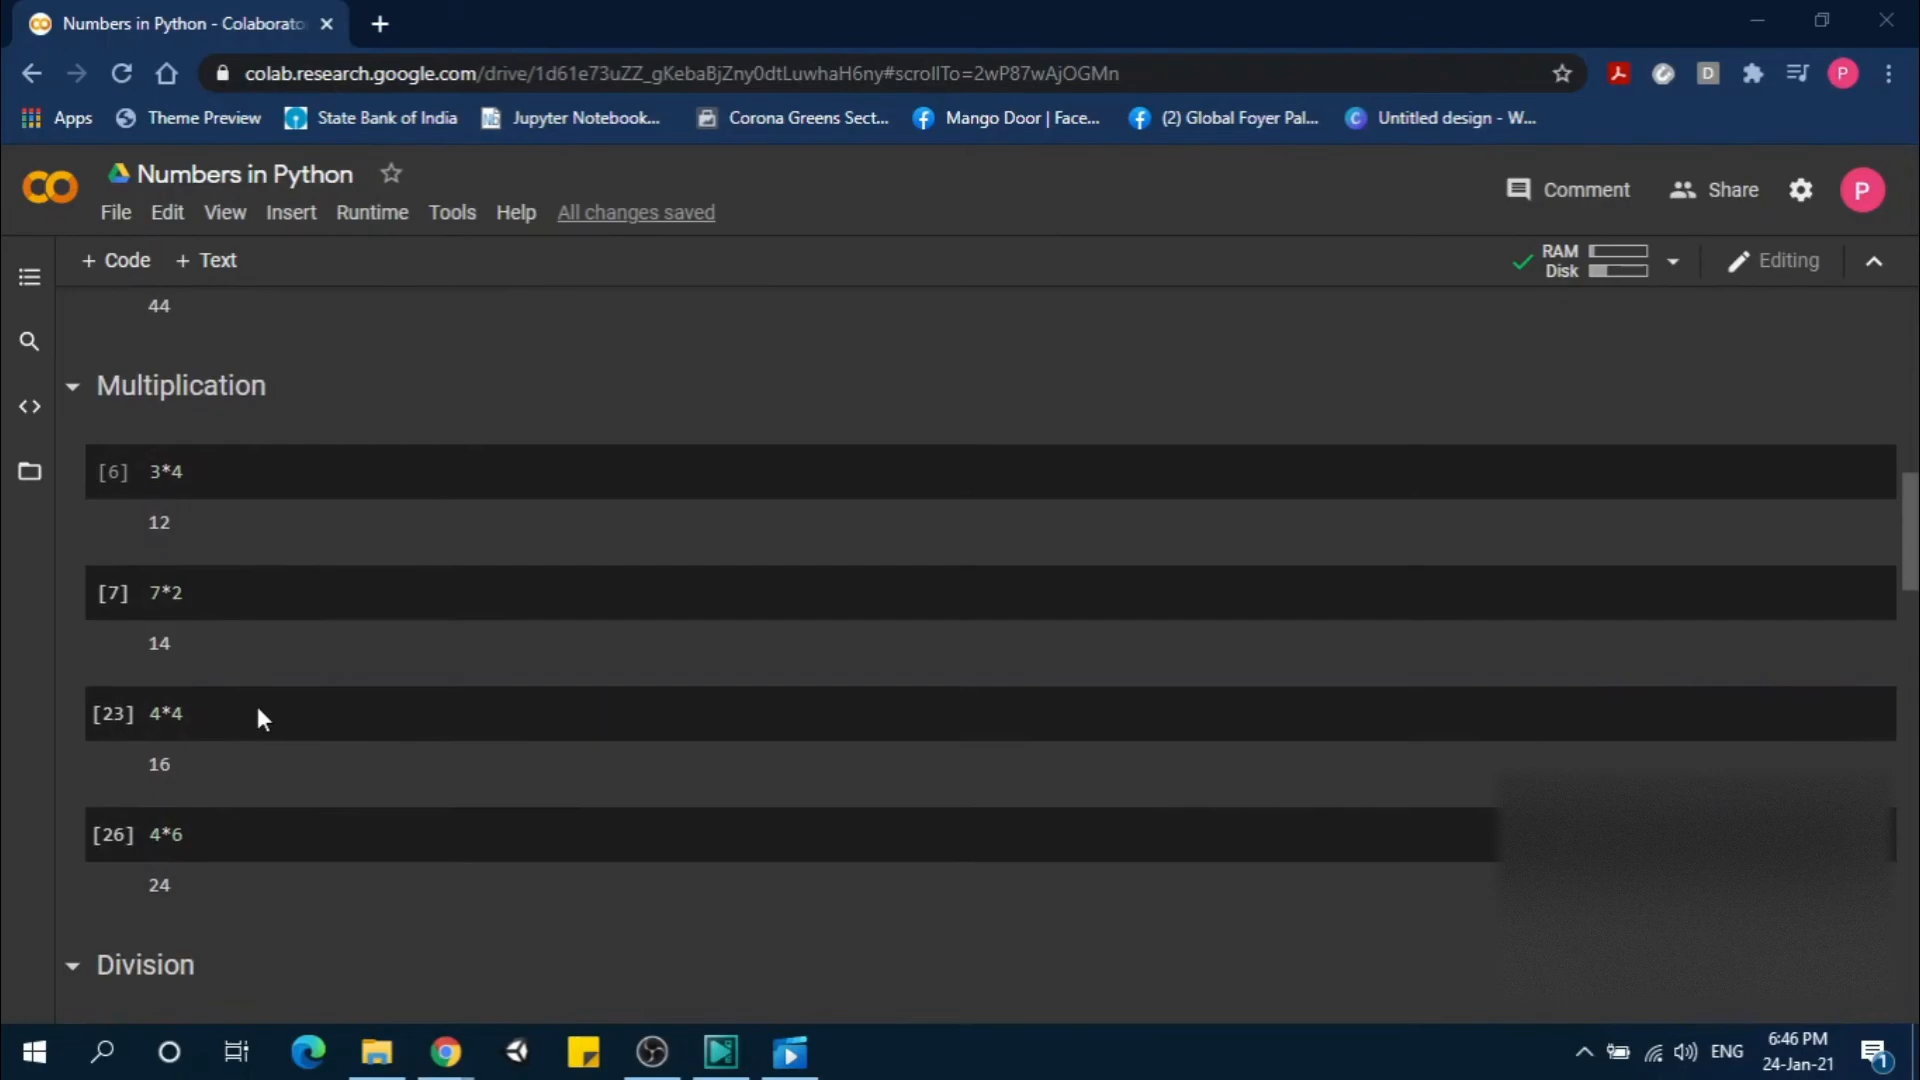 Numbers in Python - Colaborato
colab.research.google.com/drive/1d61e73uZZ_gKebaBjZny0dtLuwhaH6ny#scrollTo=2wP87wAjOGMn
D
P
Apps
Theme Preview
State Bank of India
Jupyter Notebook...
Corona Greens Sect...
Mango Door | Face...
(2) Global Foyer Pal...
C
Untitled design - W...
Numbers in Python
File Edit View Insert Runtime Tools Help All changes saved
Comment
Share
P
+ Code + Text
RAM
Disk
Editing
44
Multiplication
[6] 3*4
12
[7] 7*2
14
[23] 4*4
16
[26] 4*6
24
Division
ENG
6:46 PM
24-Jan-21
1